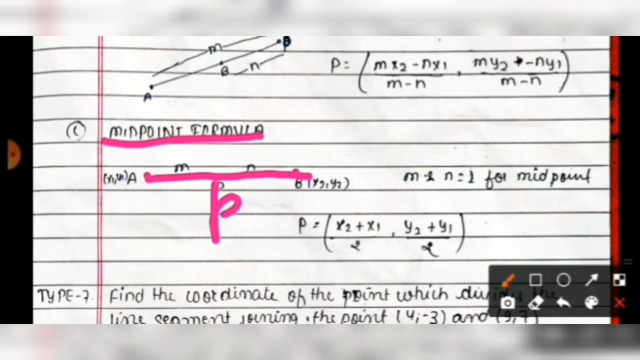 m
P
B n
A
P = (mx2 - nx1 / m - n , my2 - ny1 / m - n)
(c) MIDPOINT FORMULA
m n
(x1,y1) A B (x2,y2) m & n = 1 for midpoint
P
P = (x2 + x1 / 2 , y2 + y1 / 2)
TYPE-7. Find the coordinate of the point which the
line segment joining the point (4,-3) and